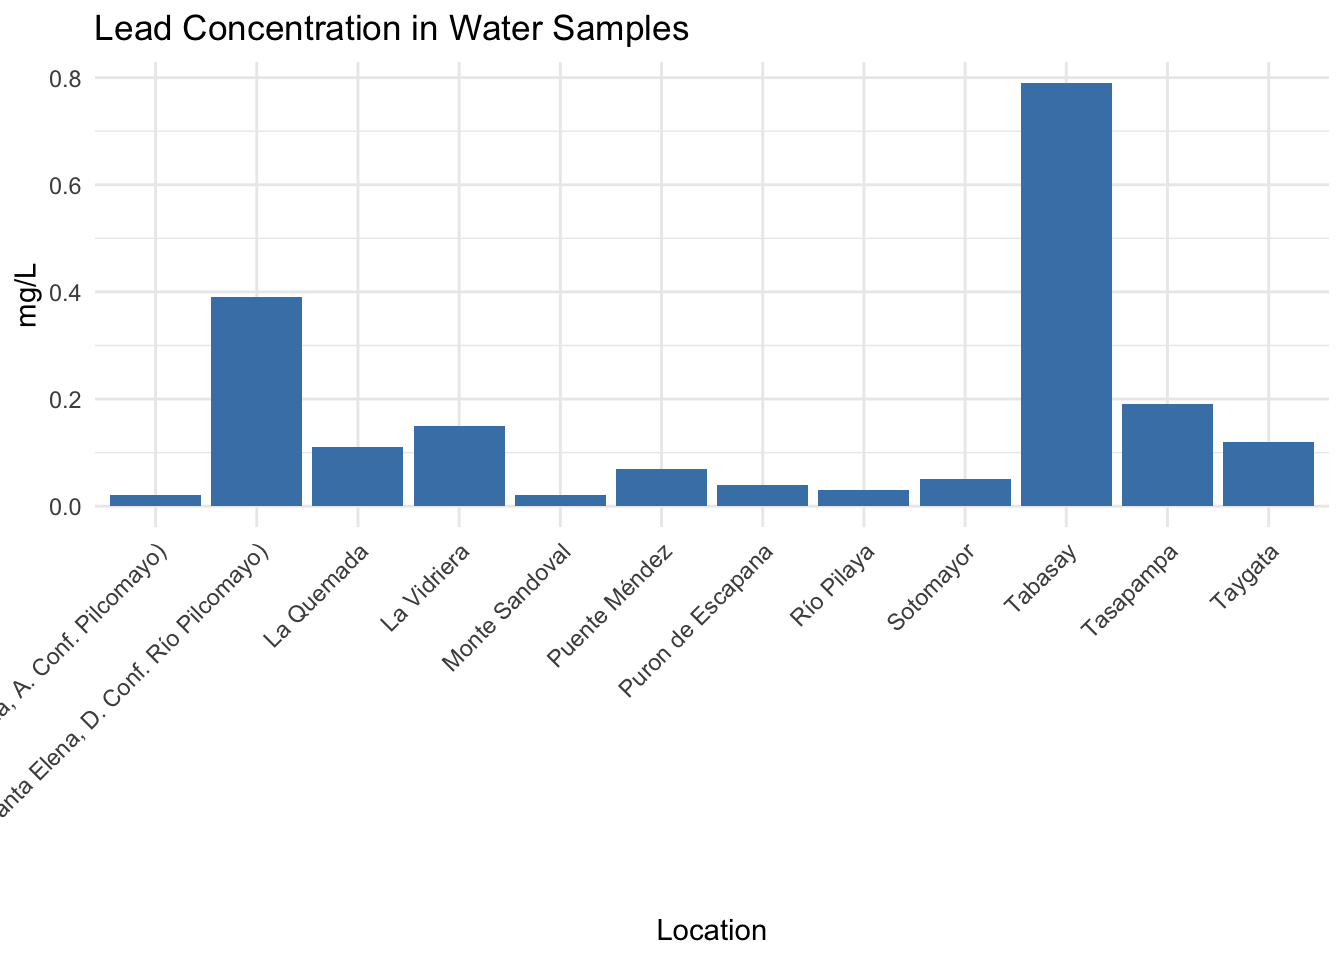 Lead Concentration in Water Samples
mg/L
0.8
0.6
0.4
0.2
0.0
A. Conf. Pilcomayo)
Elena, D. Conf. Río Pilcomayo)
La Quemada
La Vidriera
Monte Sandoval
Puente Méndez
Puron de Escapana
Río Pilaya
Sotomayor
Tabasay
Tasapampa
Taygata
Location